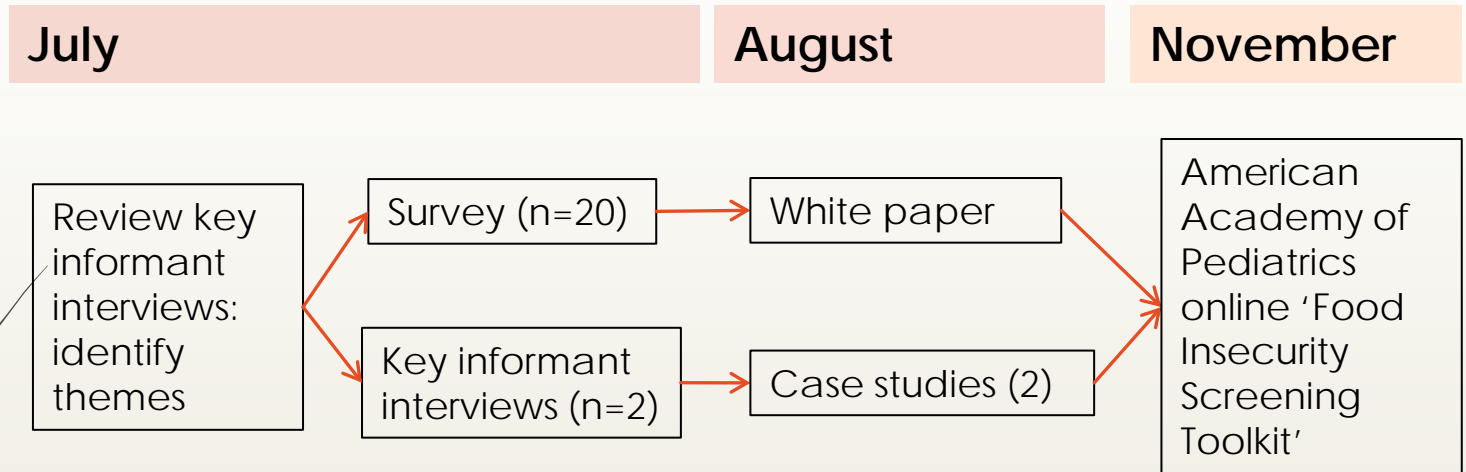 July
August
November
Review key
informant
interviews:
identify
themes
Survey (n=20)
Key informant
interviews (n=2)
White paper
Case studies (2)
American
Academy of
Pediatrics
online ‘Food
Insecurity
Screening
Toolkit’